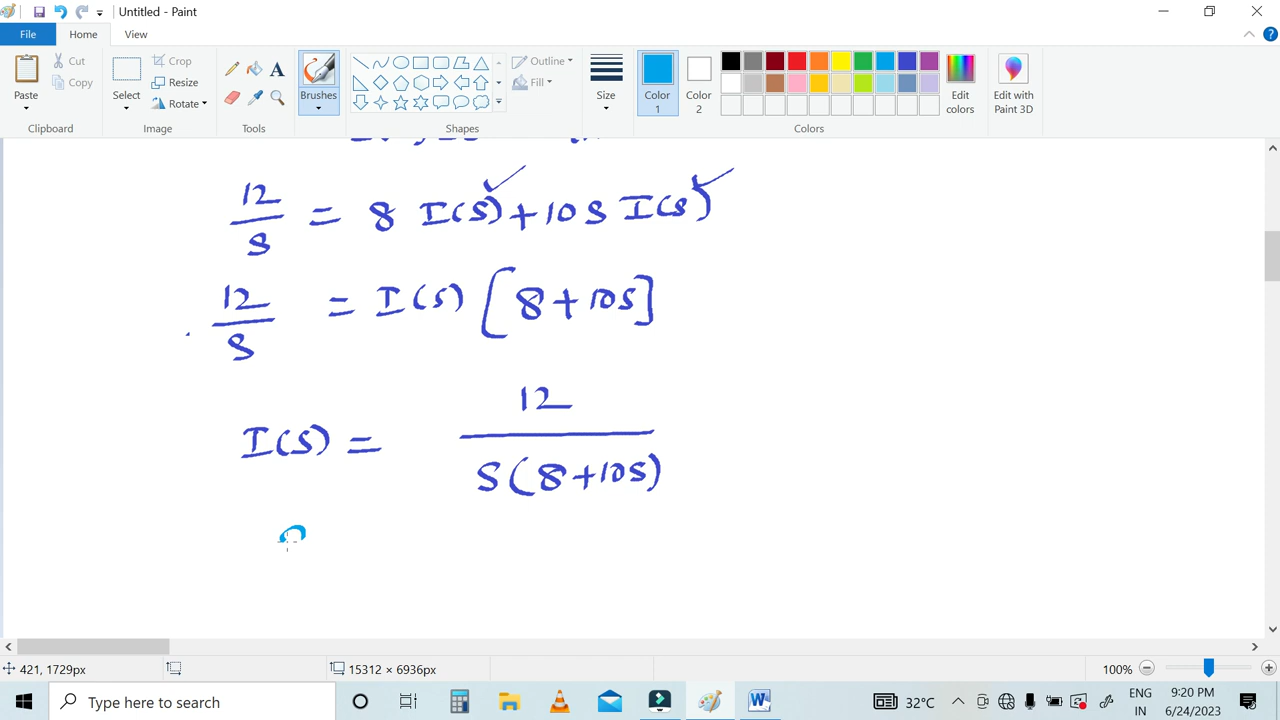 Untitled - Paint
File Home View
Paste Cut Copy Clipboard
Select Crop Resize Rotate Image
Tools
Brushes
Outline Fill Shapes
Size
Color 1 Color 2 Edit colors Edit with Paint 3D Colors
12/s = 8 I(s) + 10s I(s)
12/s = I(s) [8+10s]
I(s) = 12 / s(8+10s)
421, 1729px 15312 × 6936px 100%
Type here to search 32°C ENG IN 9:20 PM 6/24/2023